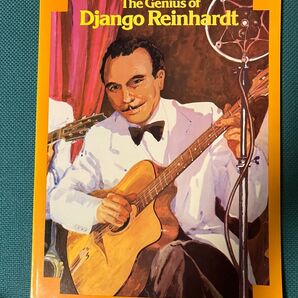 The Genius of
Django Reinhardt